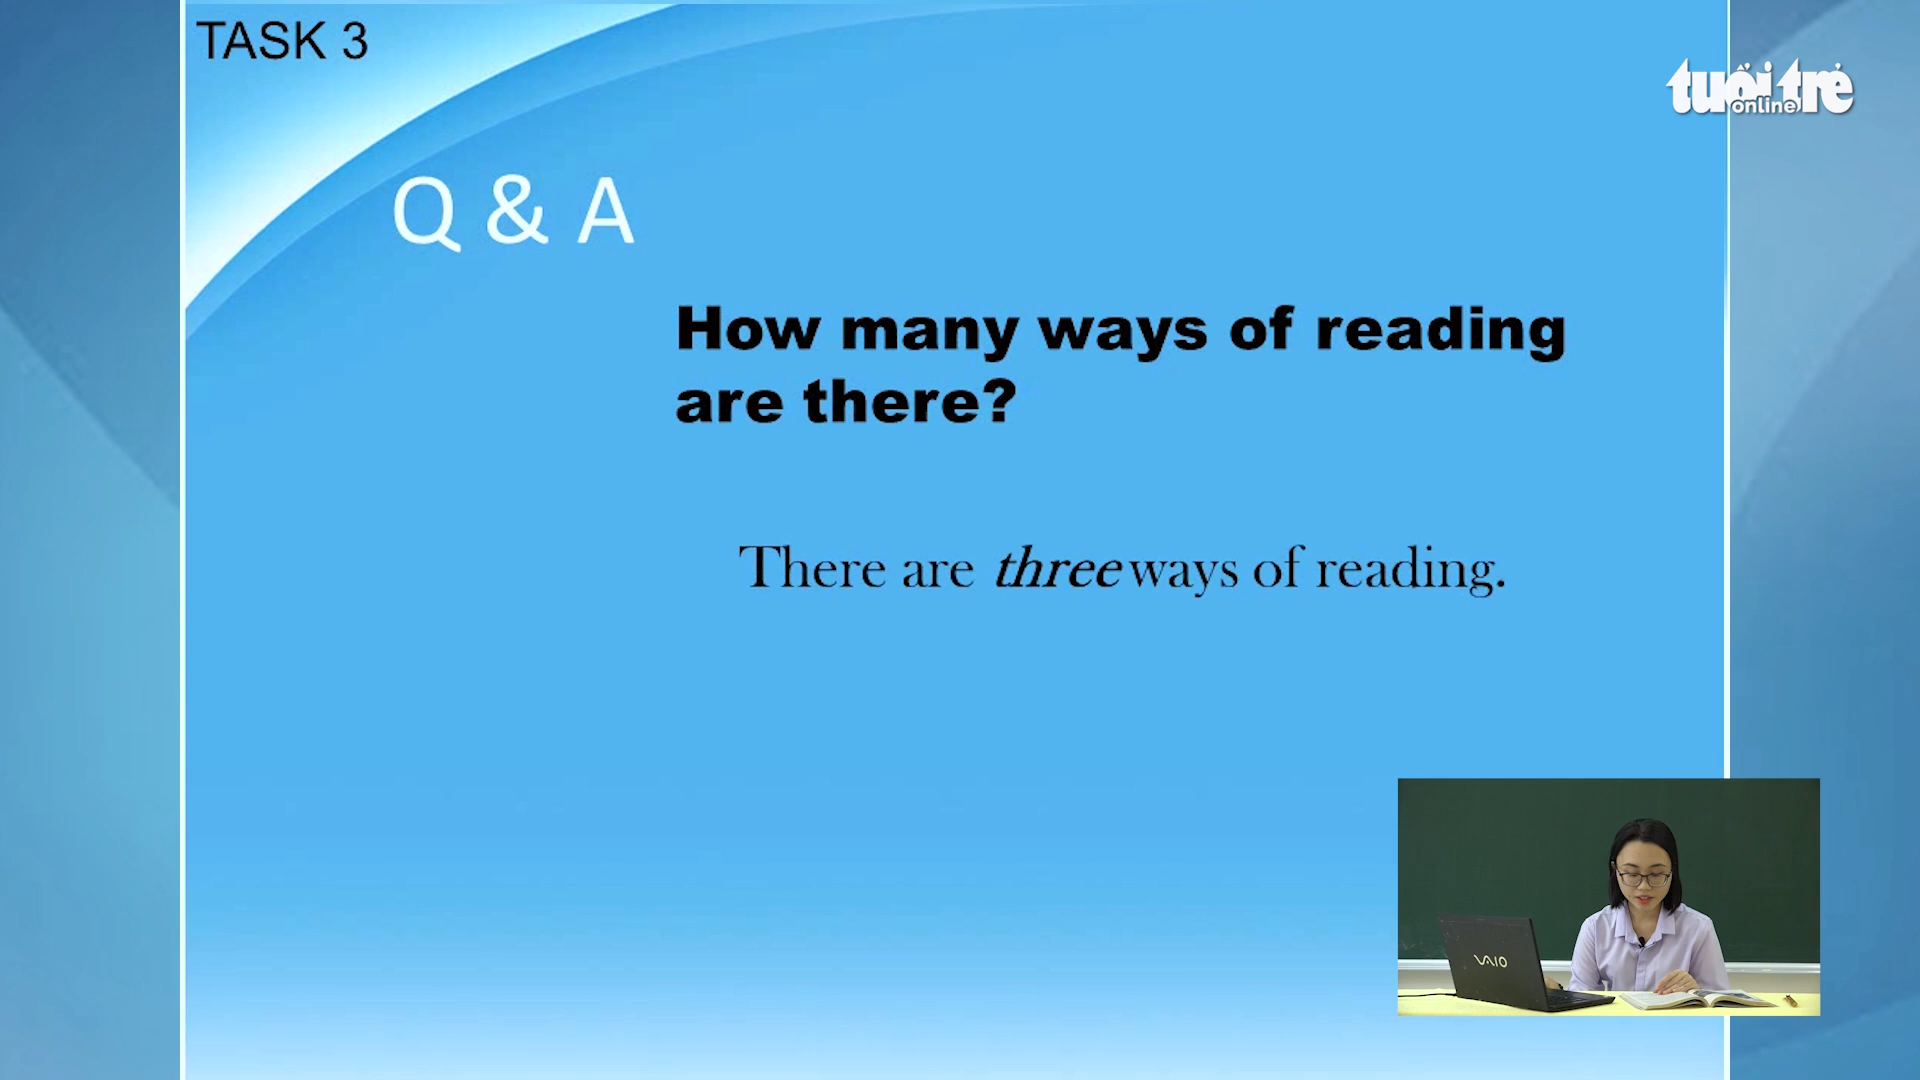 TASK 3
tuổi trẻ
online
Q & A
How many ways of reading
are there?
There are three ways of reading.
VAIO